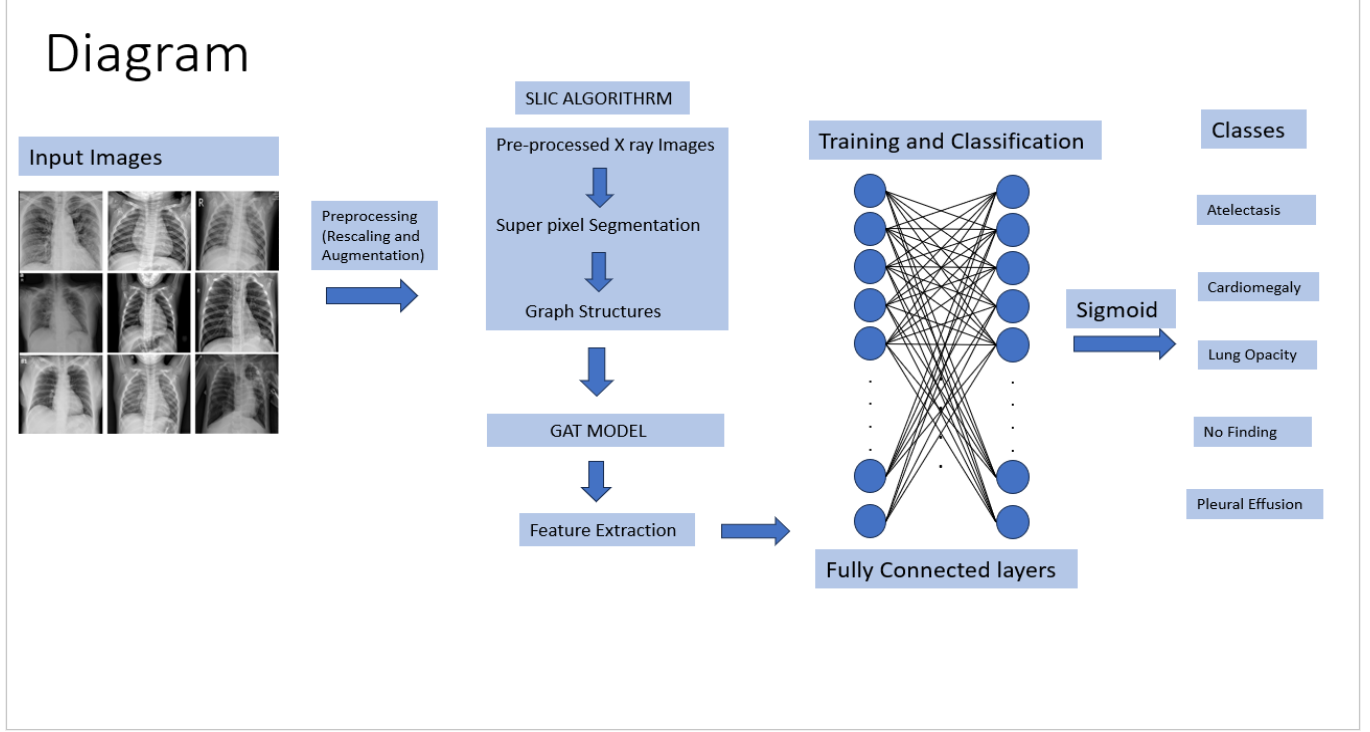 Diagram
Input Images
Preprocessing
(Rescaling and
Augmentation)
SLIC ALGORITHRM
Pre-processed X ray Images
Super pixel Segmentation
Graph Structures
GAT MODEL
Feature Extraction
Training and Classification
Fully Connected layers
Sigmoid
Classes
Atelectasis
Cardiomegaly
Lung Opacity
No Finding
Pleural Effusion